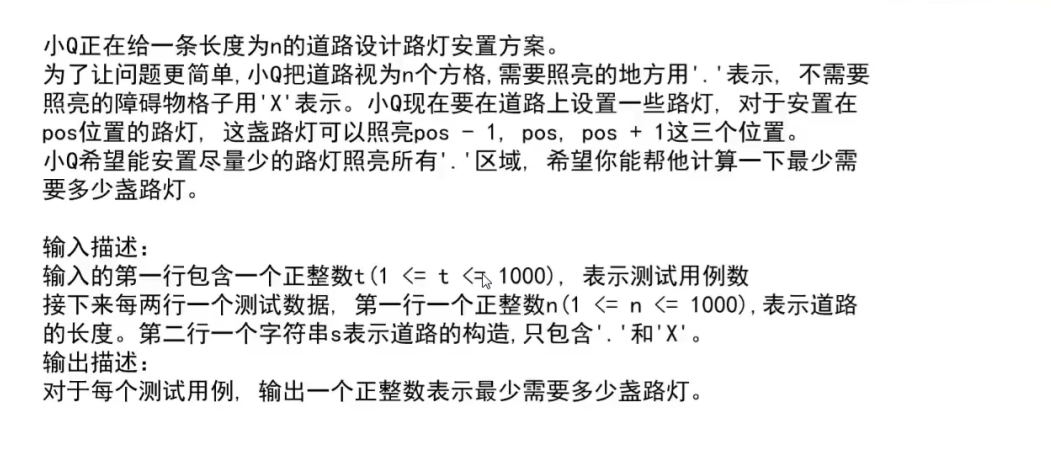 小Q正在给一条长度为n的道路设计路灯安置方案。
为了让问题更简单,小Q把道路视为n个方格,需要照亮的地方用'.'表示, 不需要
照亮的障碍物格子用'X'表示。小Q现在要在道路上设置一些路灯, 对于安置在
pos位置的路灯, 这盏路灯可以照亮pos - 1, pos, pos + 1这三个位置。
小Q希望能安置尽量少的路灯照亮所有'.'区域, 希望你能帮他计算一下最少需
要多少盏路灯。
输入描述:
输入的第一行包含一个正整数t(1 <= t <= 1000), 表示测试用例数
接下来每两行一个测试数据, 第一行一个正整数n(1 <= n <= 1000),表示道路
的长度。第二行一个字符串s表示道路的构造,只包含'.'和'X'。
输出描述:
对于每个测试用例, 输出一个正整数表示最少需要多少盏路灯。